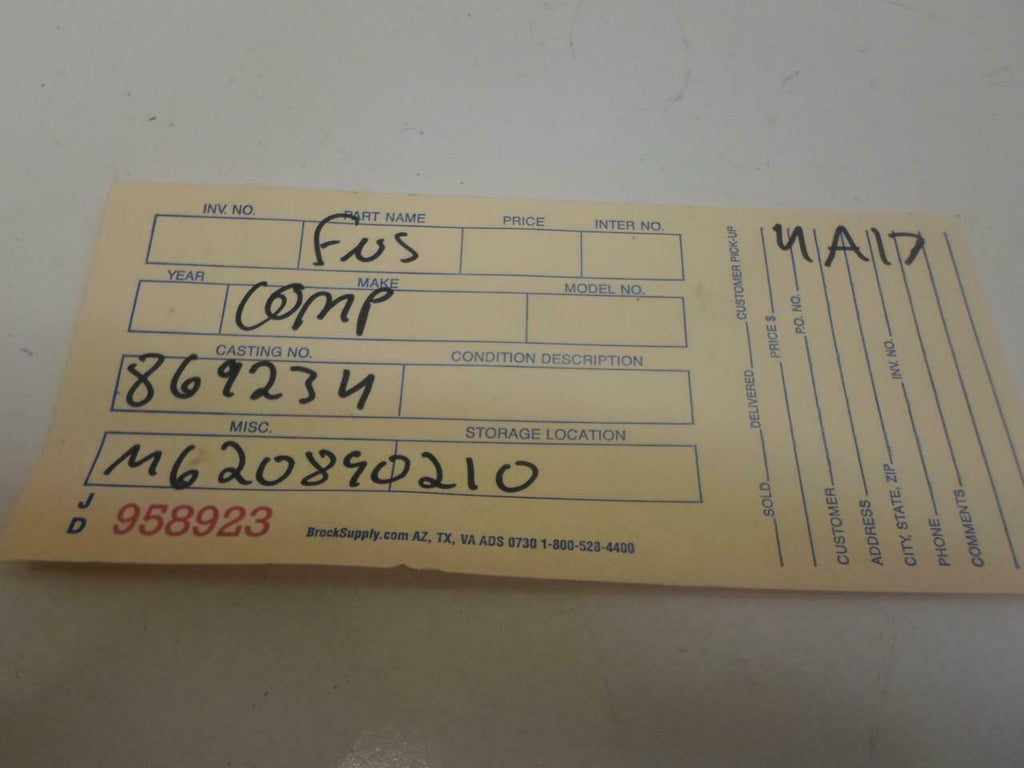 INV. NO. PART NAME PRICE INTER NO.
Fus
YEAR MAKE MODEL NO.
COMP
CASTING NO. CONDITION DESCRIPTION
869234
MISC. STORAGE LOCATION
M620890210
J
D 958923 BrockSupply.com AZ, TX, VA ADS 0730 1-800-528-4400
4A17
SOLD DELIVERED CUSTOMER PICK-UP
PRICE $
P.O. NO.
CUSTOMER
ADDRESS INV. NO.
CITY, STATE, ZIP
PHONE
COMMENTS